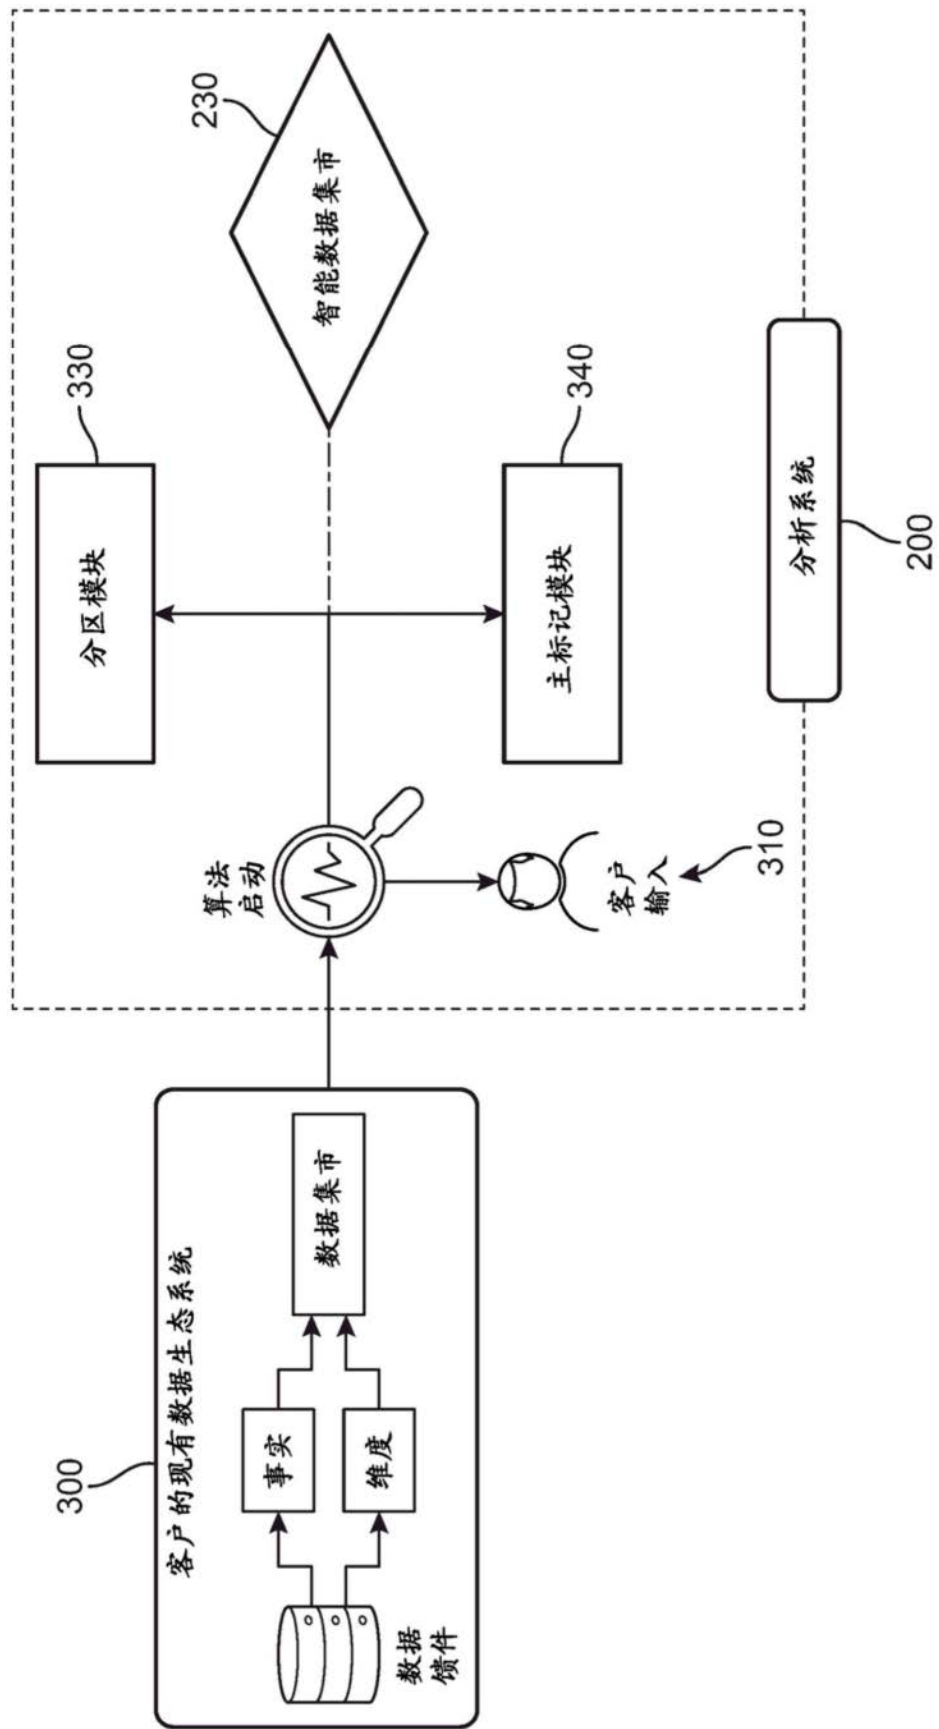 300
客户的现有数据生态系统
数据
馈件
事实
维度
数据集市
算法
启动
客户
输入
310
分区模块
330
主标记模块
340
智能数据集市
230
分析系统
200